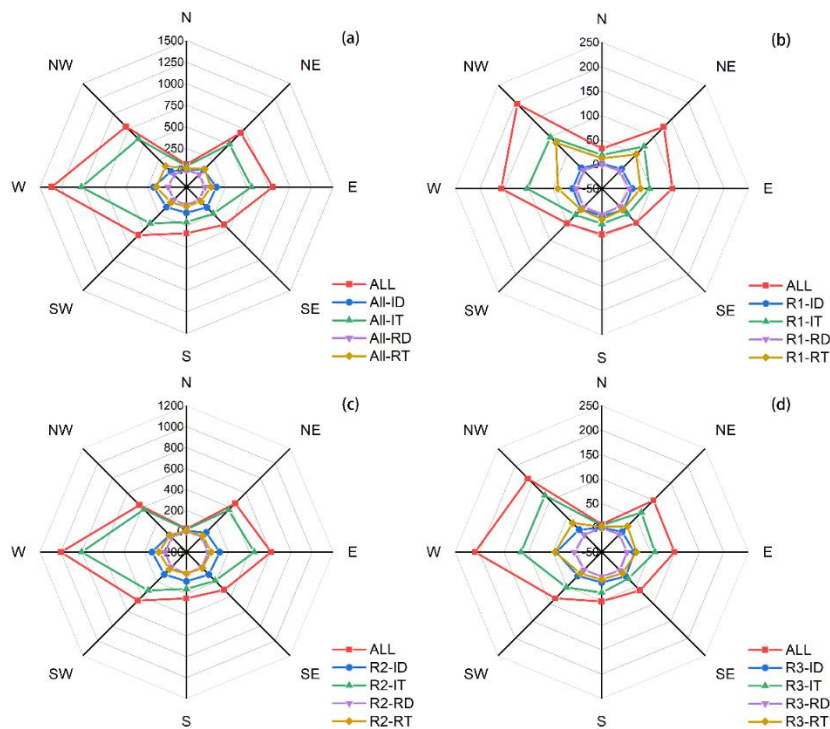 N
(a)
1500
1250
1000
750
500
250
0
NW
NE
W
E
SW
SE
S
ALL
All-ID
All-IT
All-RD
All-RT
N
(b)
250
200
150
100
50
0
-50
NW
NE
W
E
SW
SE
S
ALL
R1-ID
R1-IT
R1-RD
R1-RT
N
(c)
1200
1000
800
600
400
200
0
NW
NE
W
E
SW
SE
S
ALL
R2-ID
R2-IT
R2-RD
R2-RT
N
(d)
250
200
150
100
50
0
-50
NW
NE
W
E
SW
SE
S
ALL
R3-ID
R3-IT
R3-RD
R3-RT